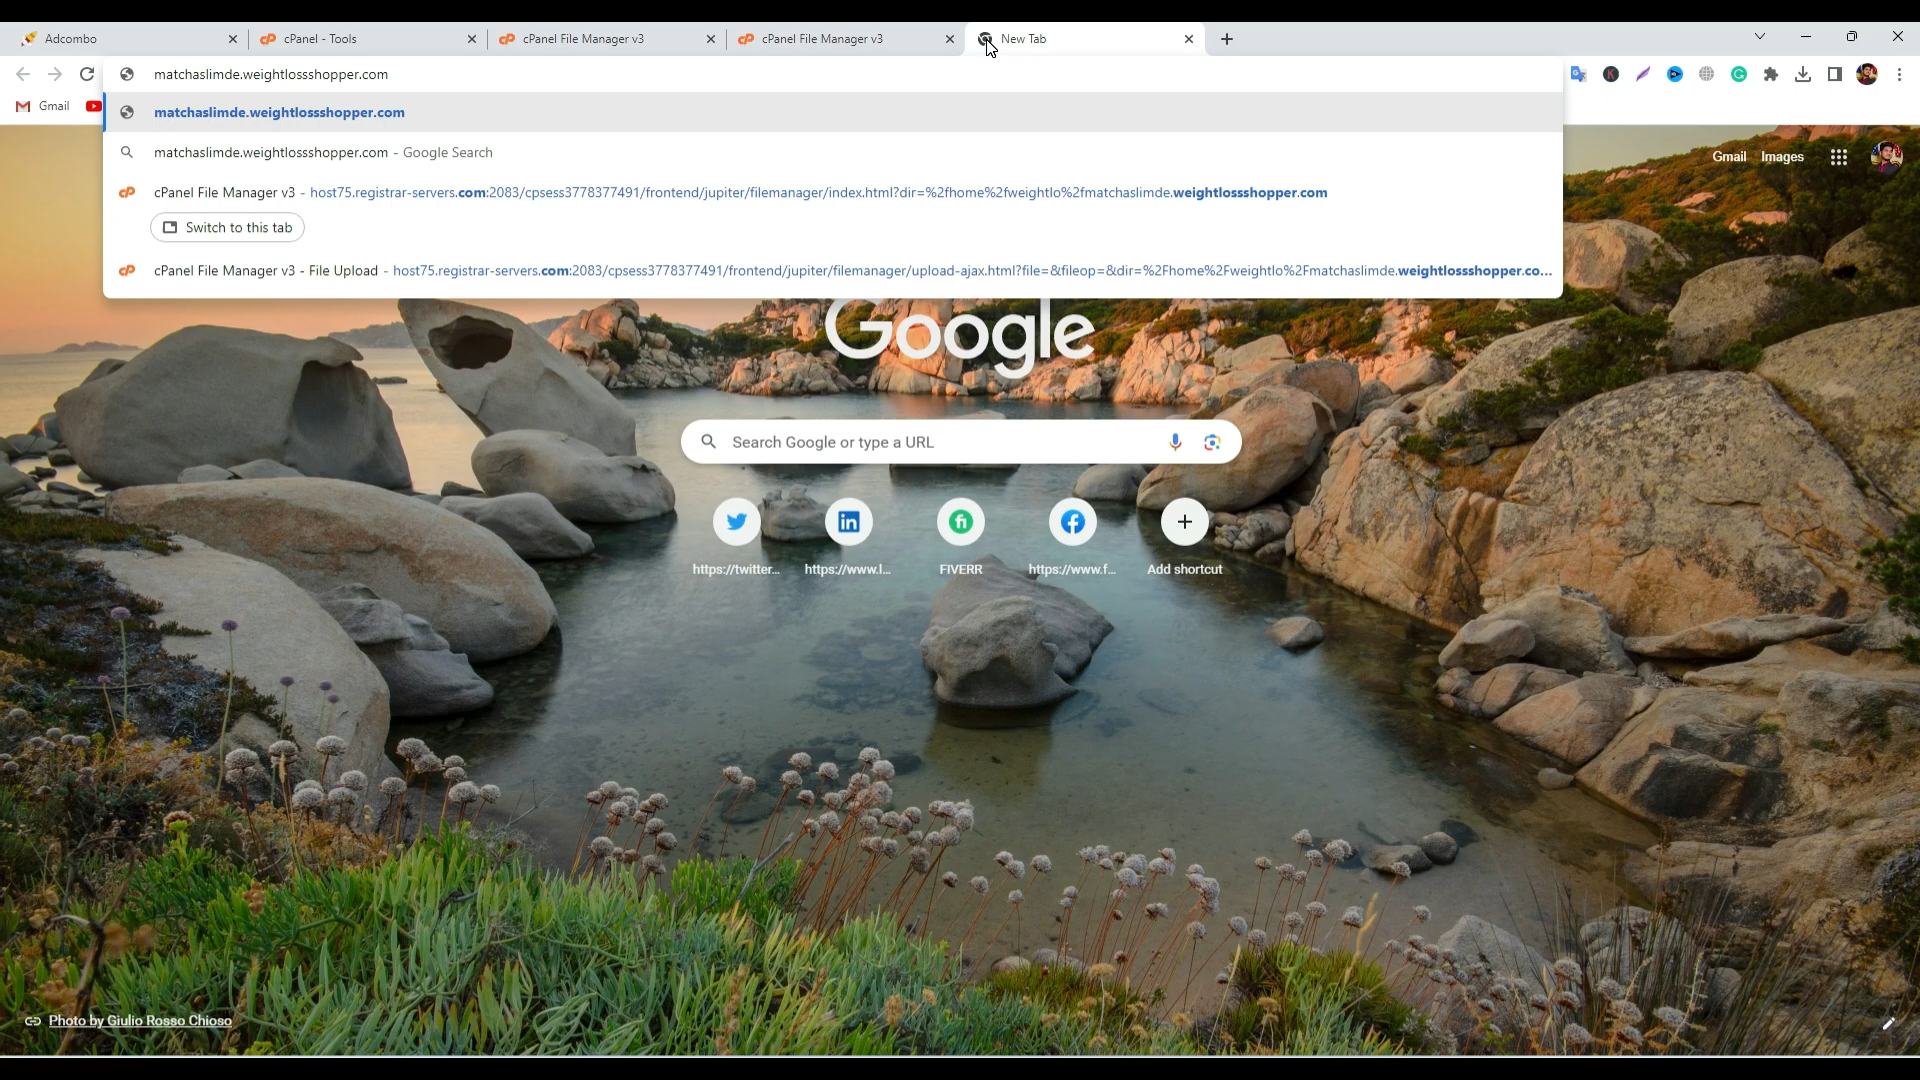 Adcombo
cPanel - Tools
cPanel File Manager v3
cPanel File Manager v3
New Tab
matchaslimde.weightlossshopper.com
Gmail
matchaslimde.weightlossshopper.com
matchaslimde.weightlossshopper.com - Google Search
cPanel File Manager v3 - host75.registrar-servers.com:2083/cpsess3778377491/frontend/jupiter/filemanager/index.html?dir=%2fhome%2fweightlo%2fmatchaslimde.weightlossshopper.com
Switch to this tab
cPanel File Manager v3 - File Upload - host75.registrar-servers.com:2083/cpsess3778377491/frontend/jupiter/filemanager/upload-ajax.html?file=&fileop=&dir=%2Fhome%2Fweightlo%2Fmatchaslimde.weightlossshopper.co...
Gmail Images
Google
Search Google or type a URL
https://twitter...
https://www.l...
FIVERR
https://www.f...
Add shortcut
Photo by Giulio Rosso Chioso